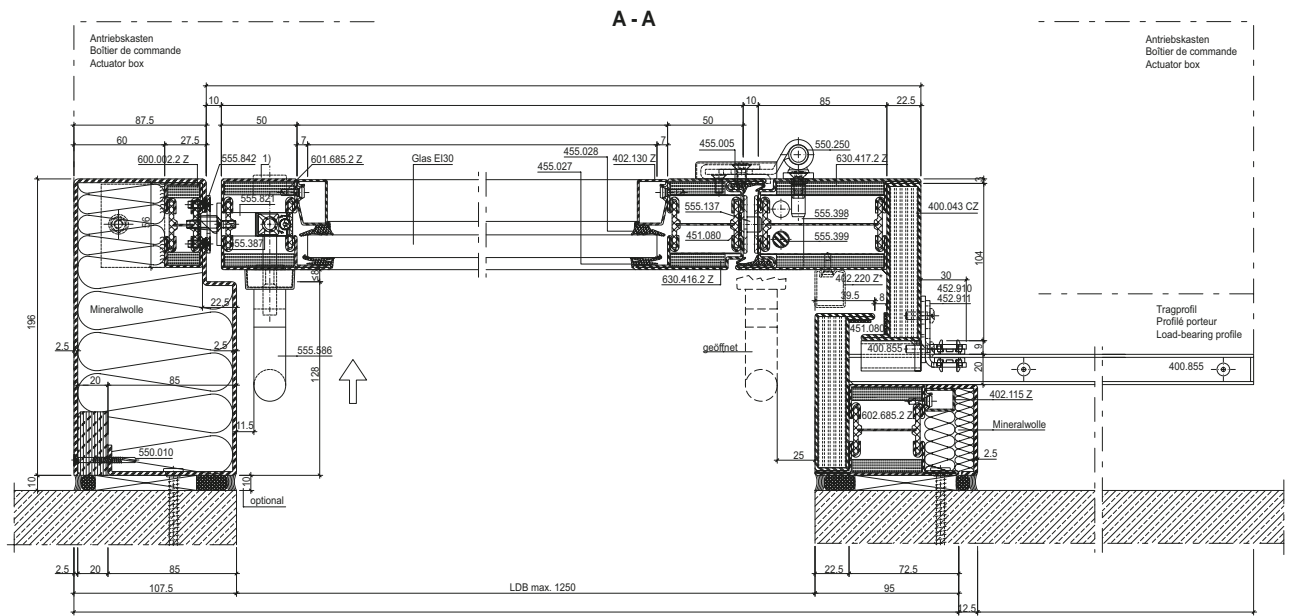 A - A
Antriebskasten
Boîtier de commande
Actuator box
Antriebskasten
Boîtier de commande
Actuator box
10
10
85
22.5
87.5
50
50
60
27.5
7
7
455.005
550.250
600.002.2 Z
555.842
1)
601.685.2 Z
Glas EI30
455.028
402.130 Z
630.417.2 Z
455.027
3
555.821
555.137
555.398
400.043 CZ
56
455.387
451.080
555.399
104
630.416.2 Z
402.220 Z*
30
39.5
8
452.910
452.911
Mineralwolle
22.5
196
Tragprofil
Profilé porteur
Load-bearing profile
451.080
geöffnet
2.5
2.5
555.586
128
400.855
9
20
400.855
20
85
402.115 Z
602.685.2 Z
Mineralwolle
11.5
550.010
25
2.5
10
10
optional
2.5
20
85
22.5
72.5
107.5
LDB max. 1250
95
12.5